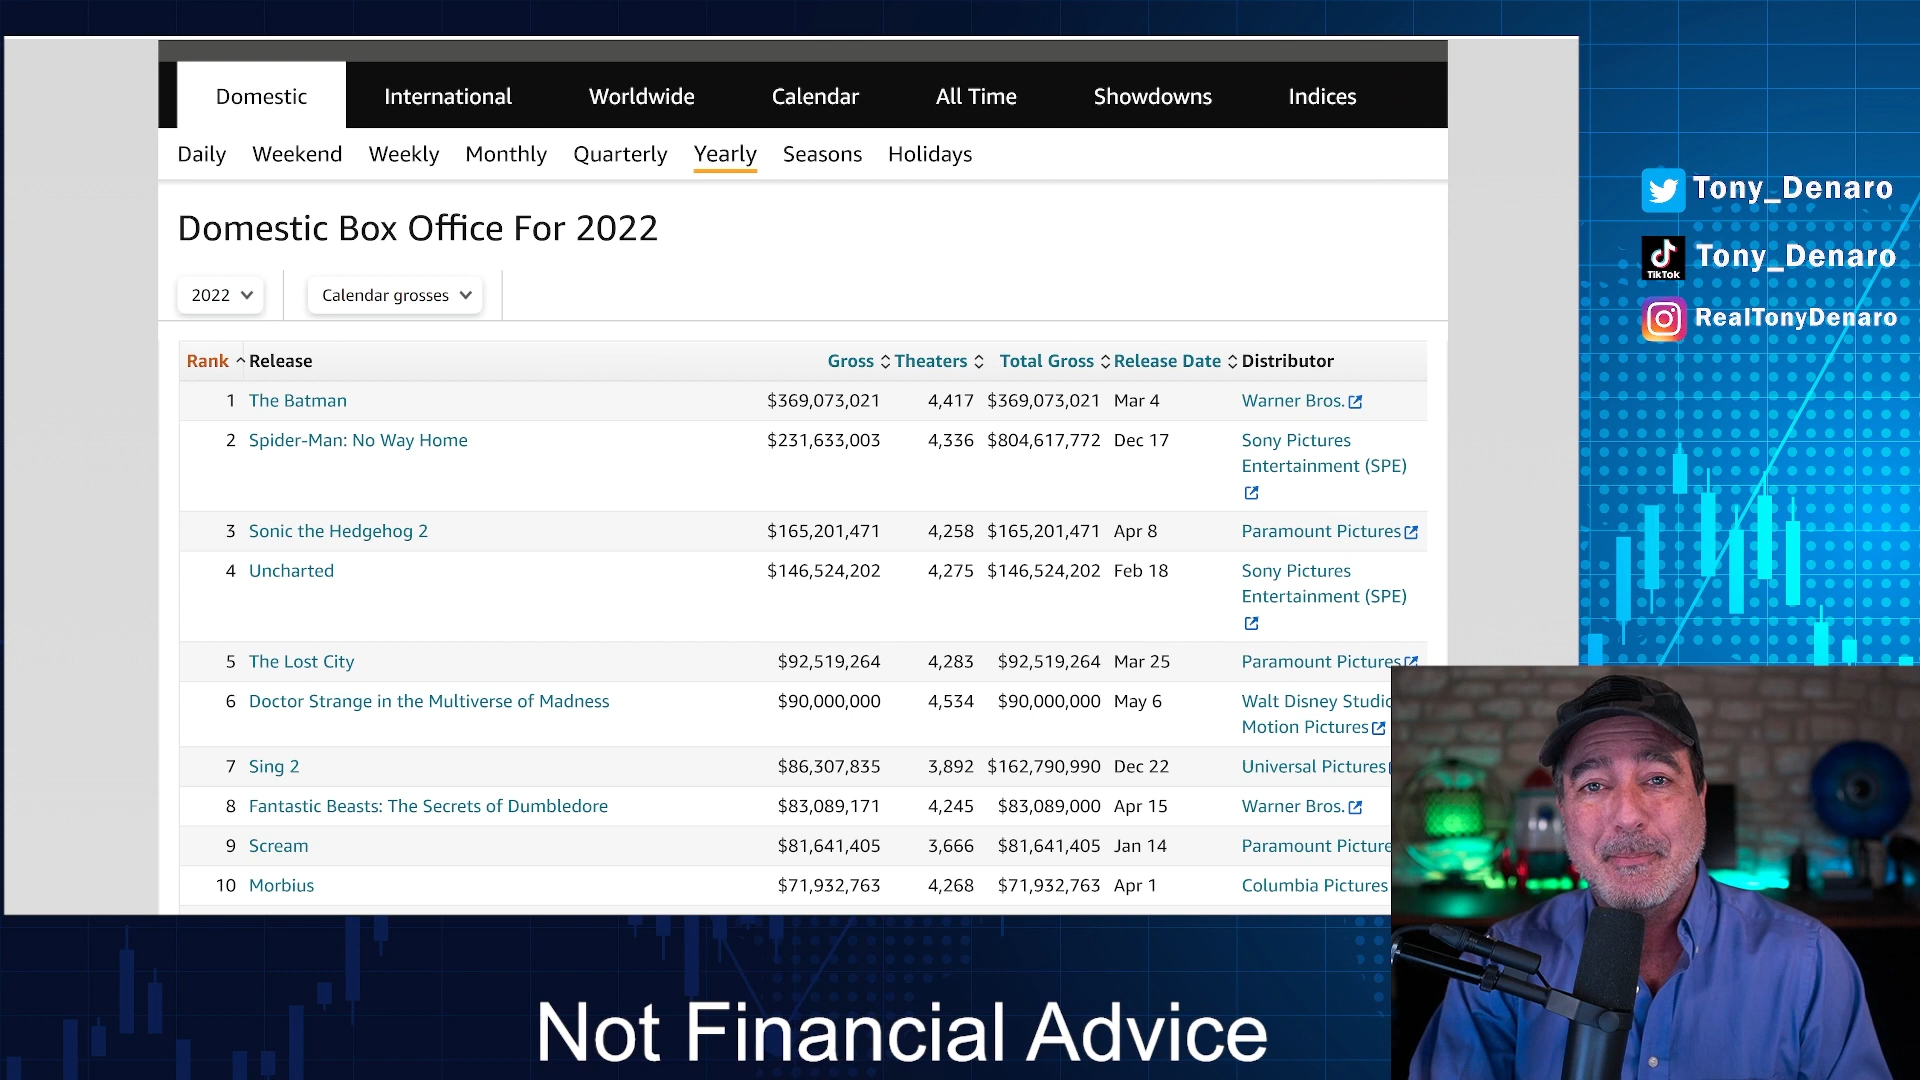 Domestic International Worldwide Calendar All Time Showdowns Indices
Daily Weekend Weekly Monthly Quarterly Yearly Seasons Holidays
Domestic Box Office For 2022
2022 Calendar grosses
Rank Release Gross Theaters Total Gross Release Date Distributor
1 The Batman $369,073,021 4,417 $369,073,021 Mar 4 Warner Bros.
2 Spider-Man: No Way Home $231,633,003 4,336 $804,617,772 Dec 17 Sony Pictures
Entertainment (SPE)
3 Sonic the Hedgehog 2 $165,201,471 4,258 $165,201,471 Apr 8 Paramount Pictures
4 Uncharted $146,524,202 4,275 $146,524,202 Feb 18 Sony Pictures
Entertainment (SPE)
5 The Lost City $92,519,264 4,283 $92,519,264 Mar 25 Paramount Pictures
6 Doctor Strange in the Multiverse of Madness $90,000,000 4,534 $90,000,000 May 6 Walt Disney Studio
Motion Pictures
7 Sing 2 $86,307,835 3,892 $162,790,990 Dec 22 Universal Pictures
8 Fantastic Beasts: The Secrets of Dumbledore $83,089,171 4,245 $83,089,000 Apr 15 Warner Bros.
9 Scream $81,641,405 3,666 $81,641,405 Jan 14 Paramount Picture
10 Morbius $71,932,763 4,268 $71,932,763 Apr 1 Columbia Pictures
Tony_Denaro
TikTok Tony_Denaro
RealTonyDenaro
Not Financial Advice